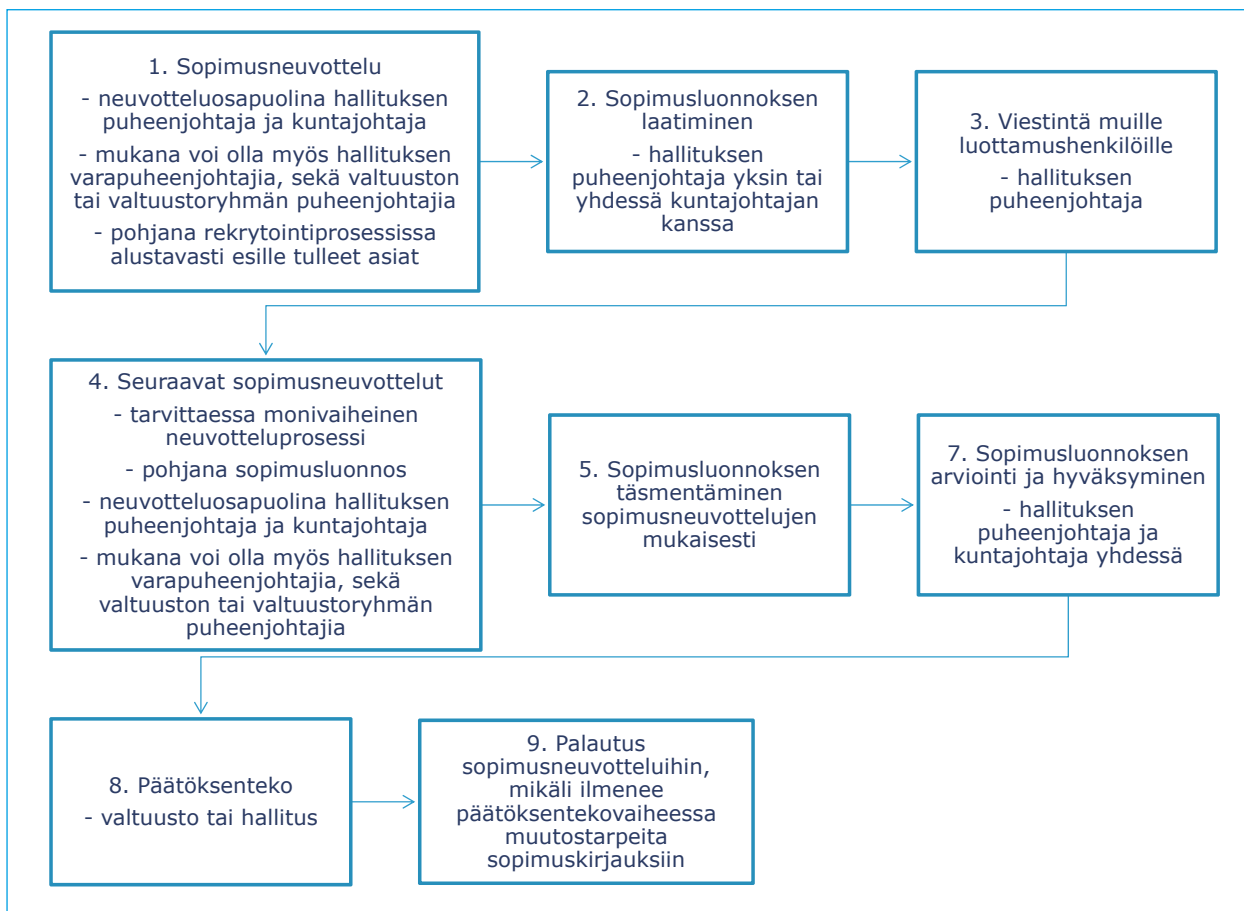 1. Sopimusneuvottelu
- neuvotteluosapuolina hallituksen
puheenjohtaja ja kuntajohtaja
- mukana voi olla myös hallituksen
varapuheenjohtajia, sekä valtuuston
tai valtuustoryhmän puheenjohtajia
- pohjana rekrytointiprosessissa
alustavasti esille tulleet asiat
2. Sopimusluonnoksen
laatiminen
- hallituksen
puheenjohtaja yksin tai
yhdessä kuntajohtajan
kanssa
3. Viestintä muille
luottamushenkilöille
- hallituksen
puheenjohtaja
4. Seuraavat sopimusneuvottelut
- tarvittaessa monivaiheinen
neuvotteluprosessi
- pohjana sopimusluonnos
- neuvotteluosapuolina hallituksen
puheenjohtaja ja kuntajohtaja
- mukana voi olla myös hallituksen
varapuheenjohtajia, sekä
valtuuston tai valtuustoryhmän
puheenjohtajia
5. Sopimusluonnoksen
täsmentäminen
sopimusneuvottelujen
mukaisesti
7. Sopimusluonnoksen
arviointi ja hyväksyminen
- hallituksen
puheenjohtaja ja
kuntajohtaja yhdessä
8. Päätöksenteko
- valtuusto tai hallitus
9. Palautus
sopimusneuvotteluihin,
mikäli ilmenee
päätöksentekovaiheessa
muutostarpeita
sopimuskirjauksiin